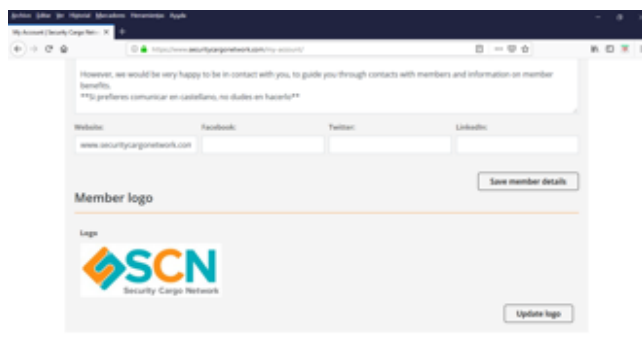 Archivo Editar Ver Historial Marcadores Herramientas Ayuda
My Account | Security Cargo Net
https://www.securitycargonetwork.com/my-account/
However, we would be very happy to be in contact with you, to guide you through contacts with members and information on member
benefits.
**Si prefieres comunicar en castellano, no dudes en hacerlo**
Website: Facebook: Twitter: LinkedIn:
www.securitycargonetwork.com
Save member details
Member logo
Logo
SCN
Security Cargo Network
Update logo